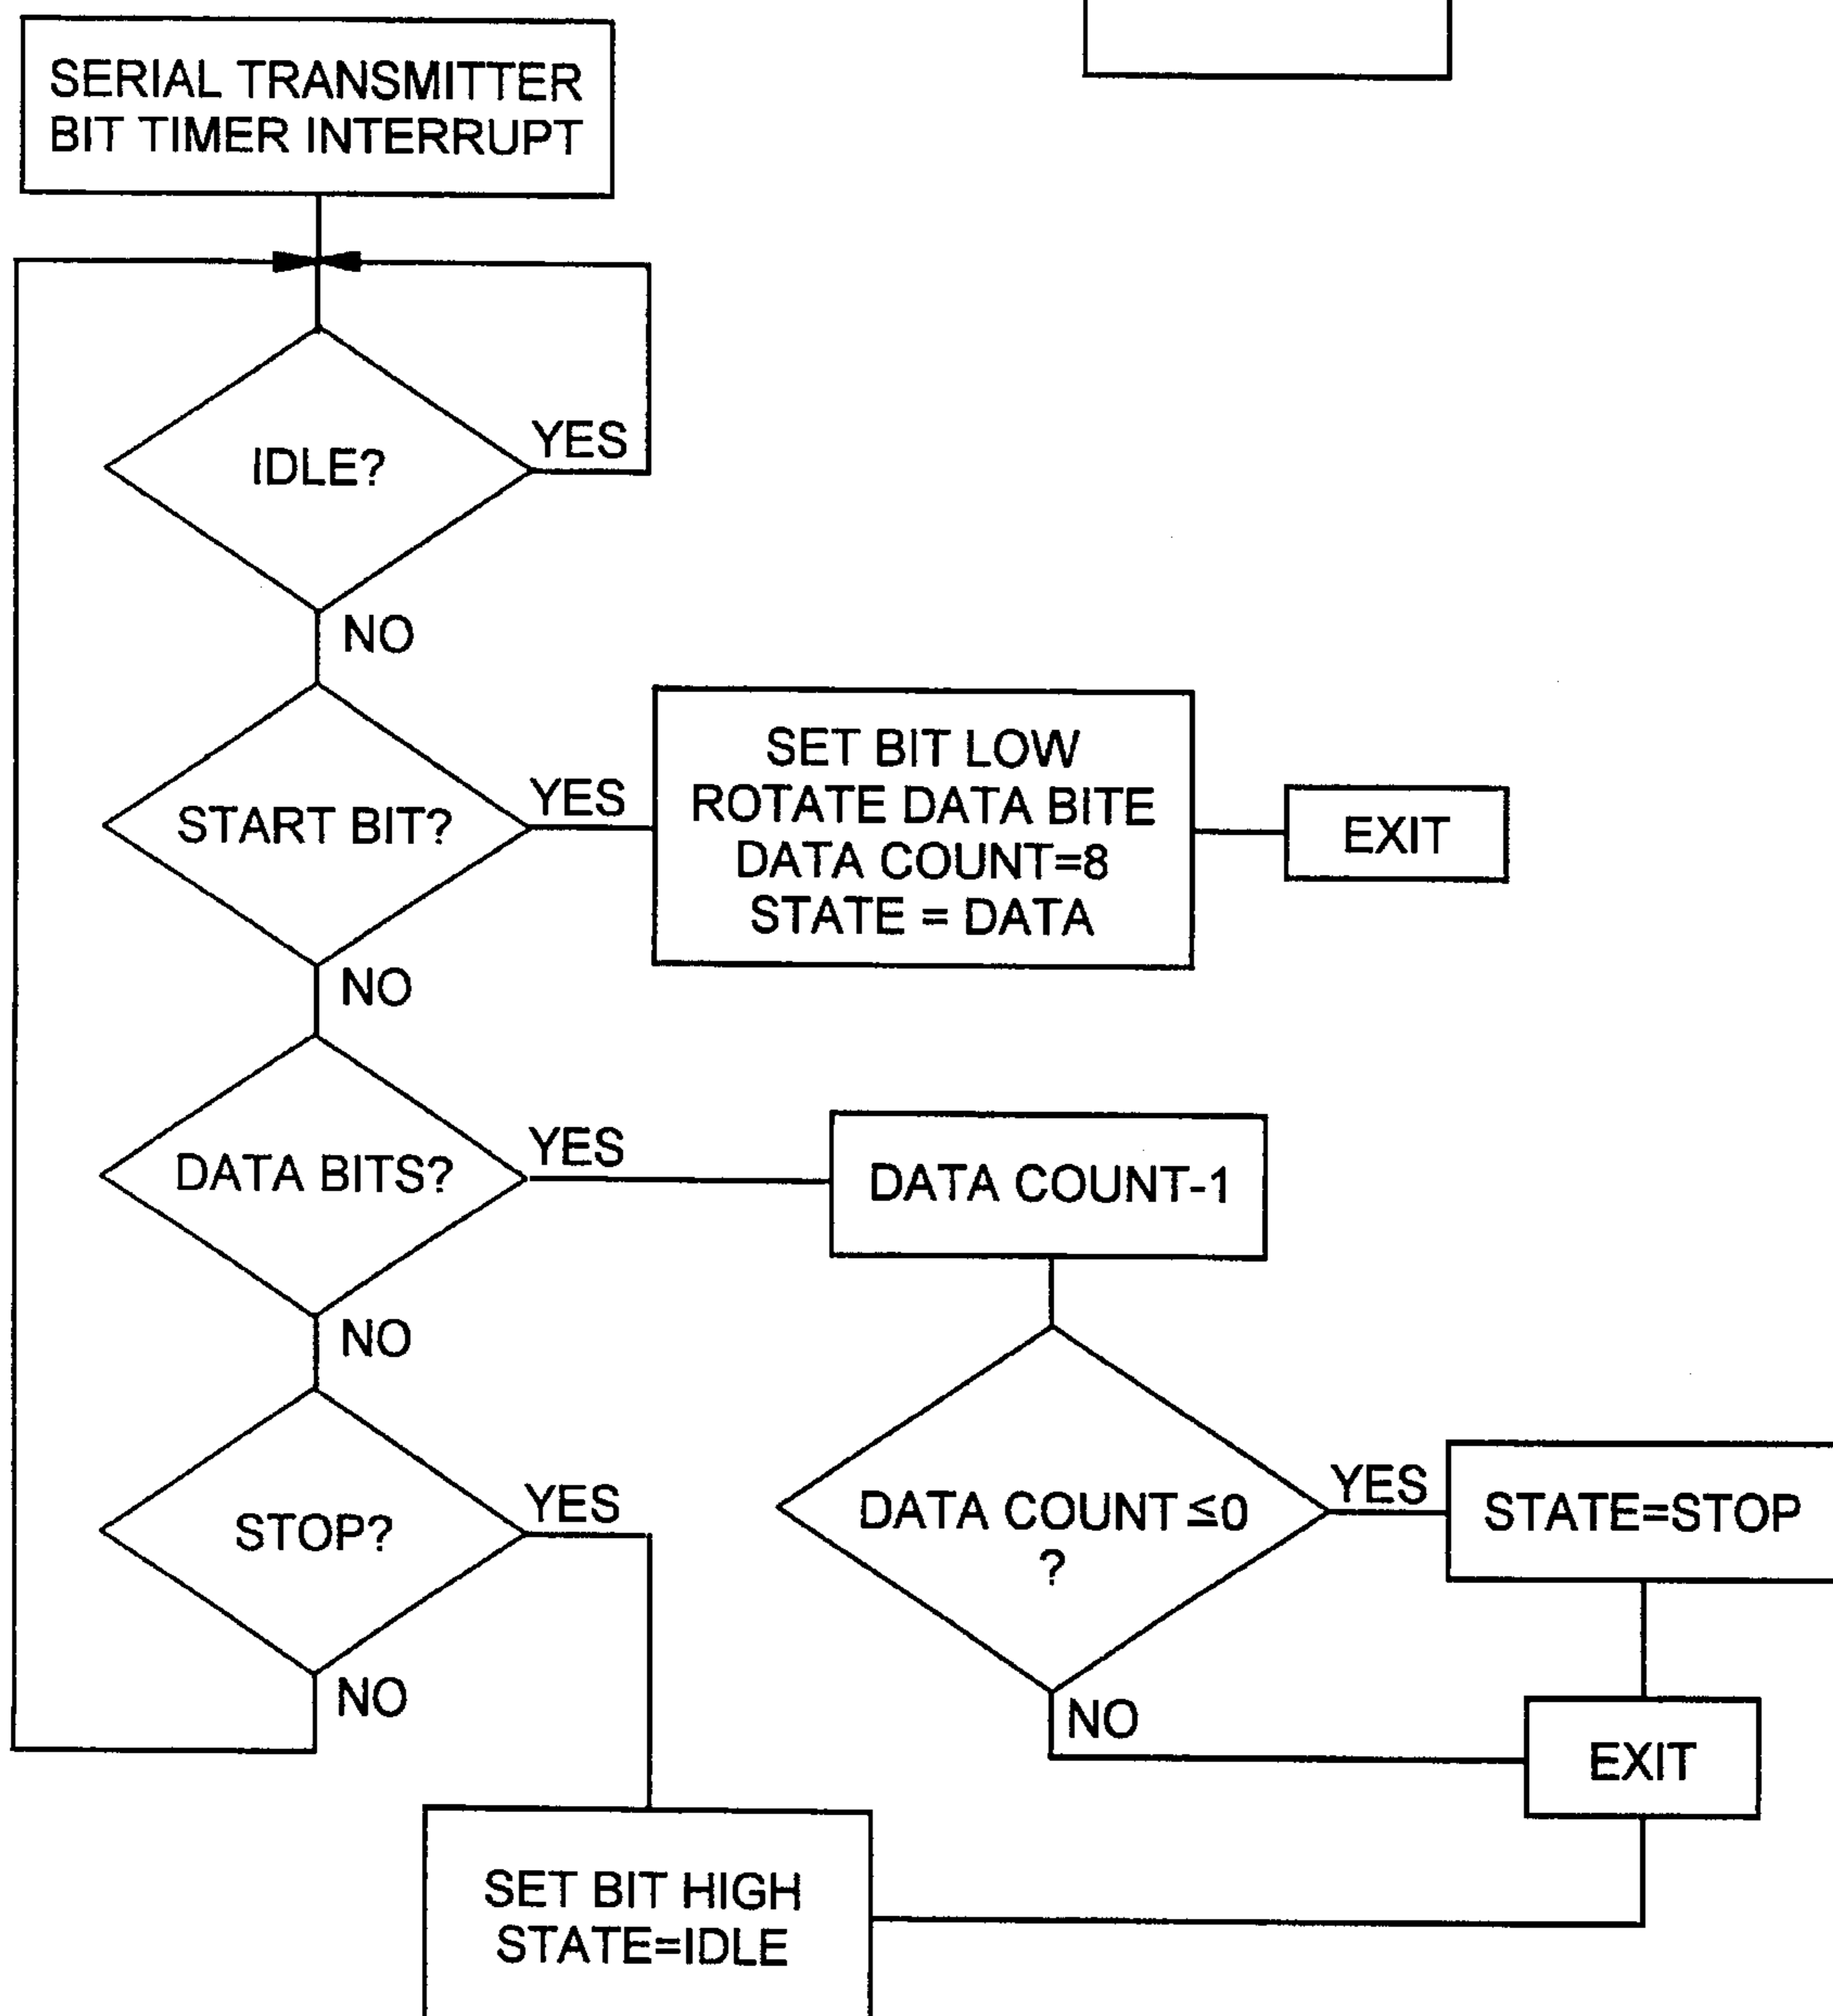 SERIAL TRANSMITTER
BIT TIMER INTERRUPT
IDLE?
YES
NO
START BIT?
YES
SET BIT LOW
ROTATE DATA BITE
DATA COUNT=8
STATE = DATA
EXIT
NO
DATA BITS?
YES
DATA COUNT-1
NO
STOP?
YES
DATA COUNT ≤0
?
YES
STATE=STOP
NO
NO
EXIT
SET BIT HIGH
STATE=IDLE